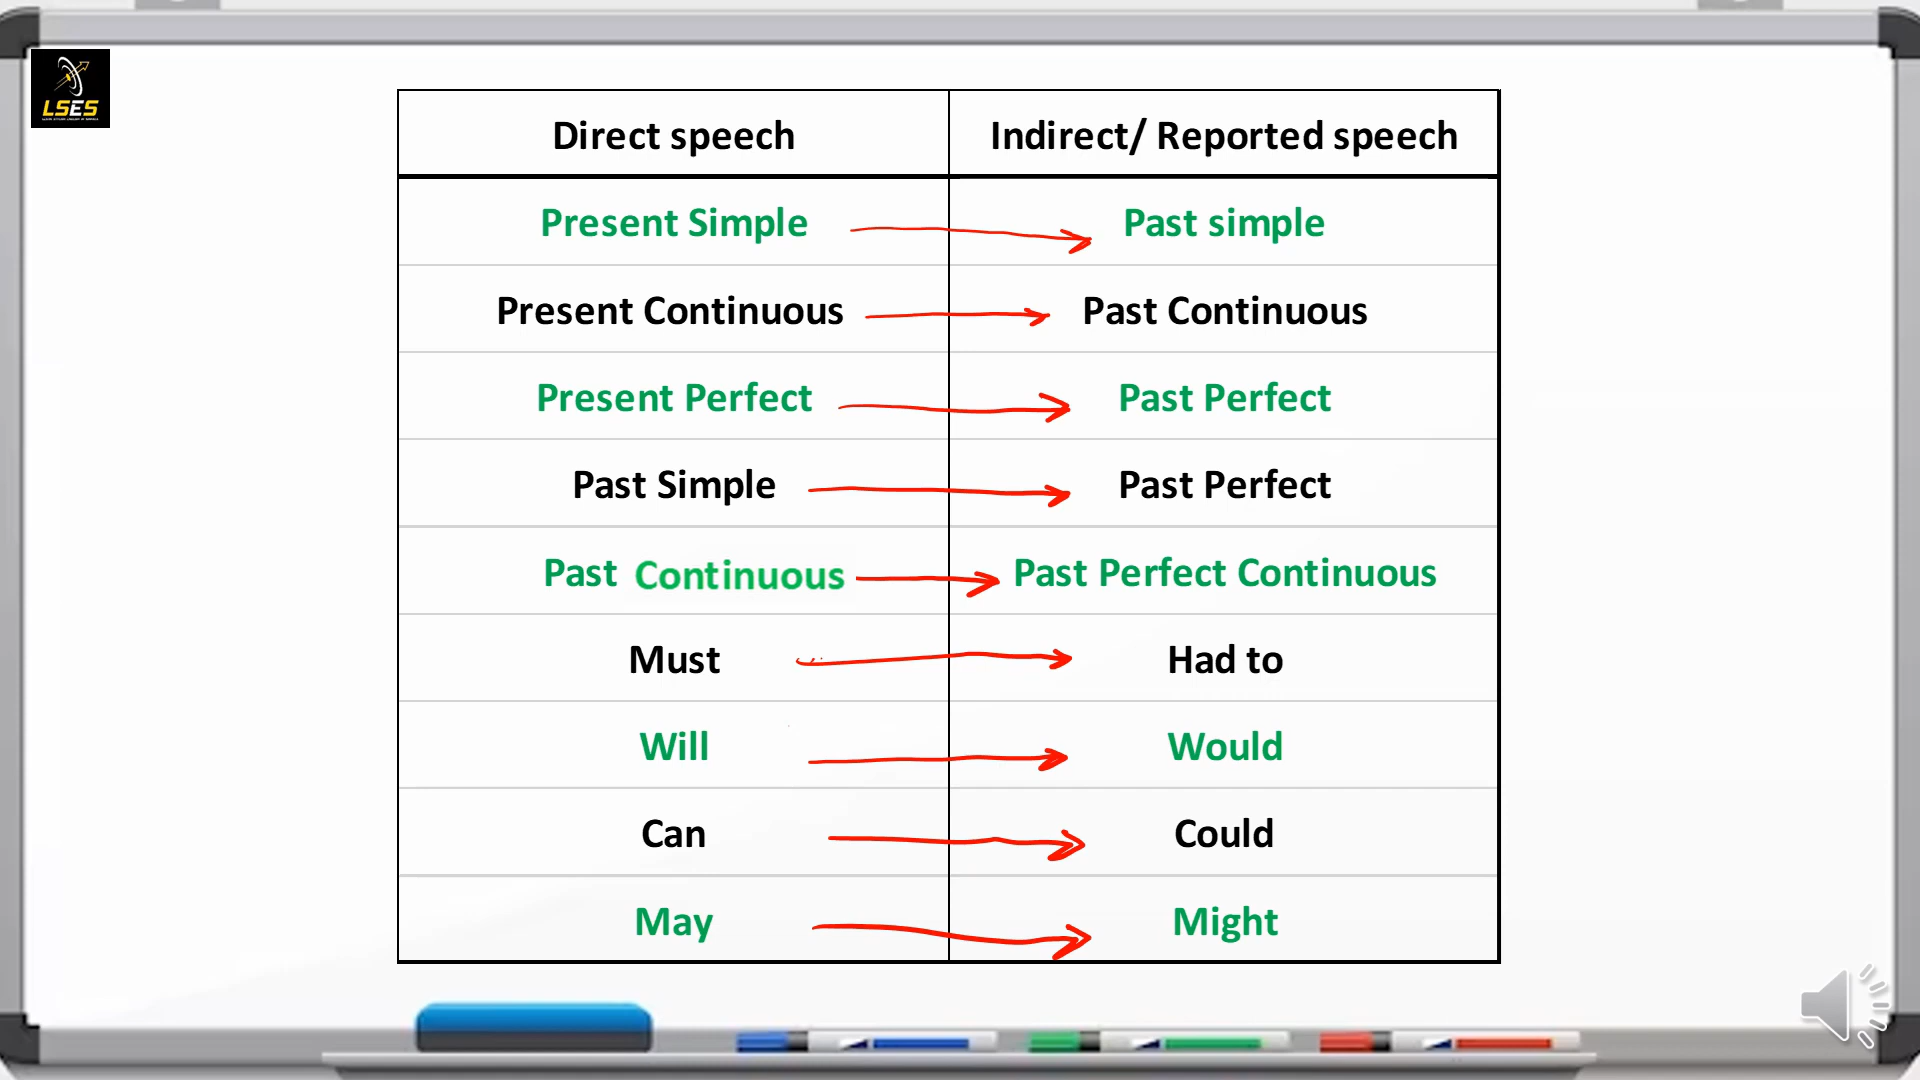 LSES
Direct speech
Indirect/ Reported speech
Present Simple
Past simple
Present Continuous
Past Continuous
Present Perfect
Past Perfect
Past Simple
Past Perfect
Past Continuous
Past Perfect Continuous
Must
Had to
Will
Would
Can
Could
May
Might